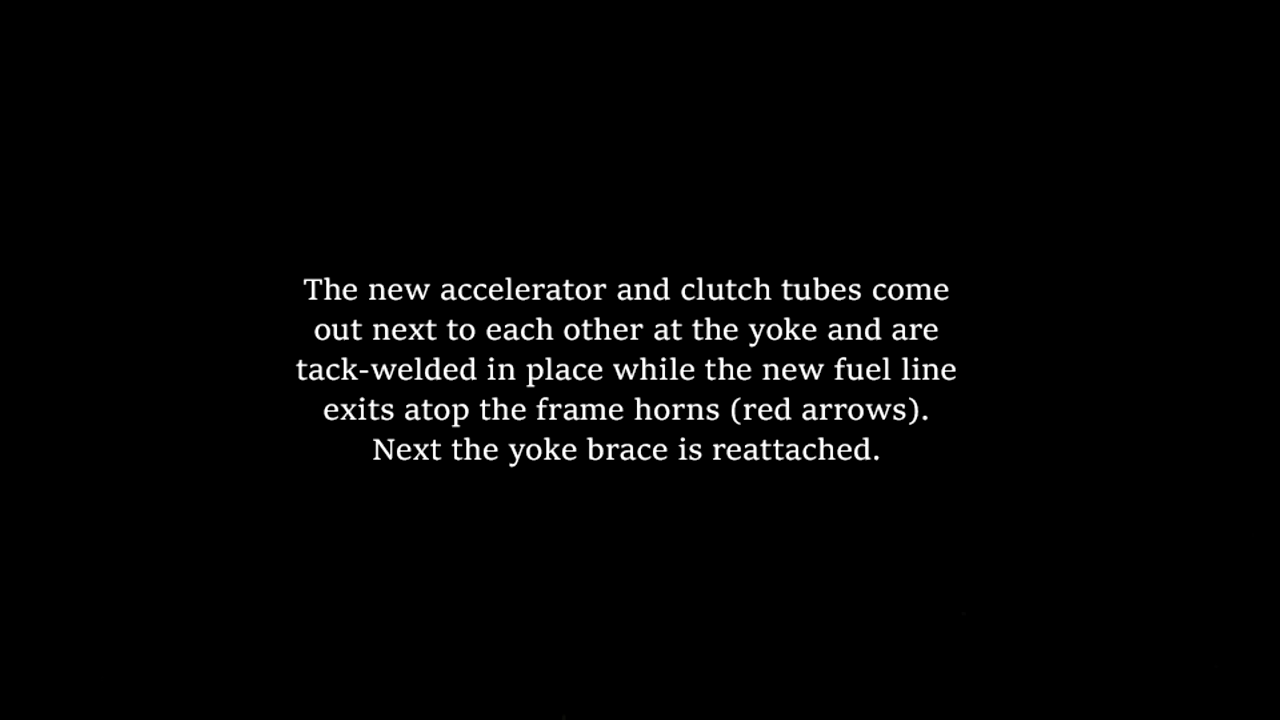 The new accelerator and clutch tubes come
out next to each other at the yoke and are
tack-welded in place while the new fuel line
exits atop the frame horns (red arrows).
Next the yoke brace is reattached.